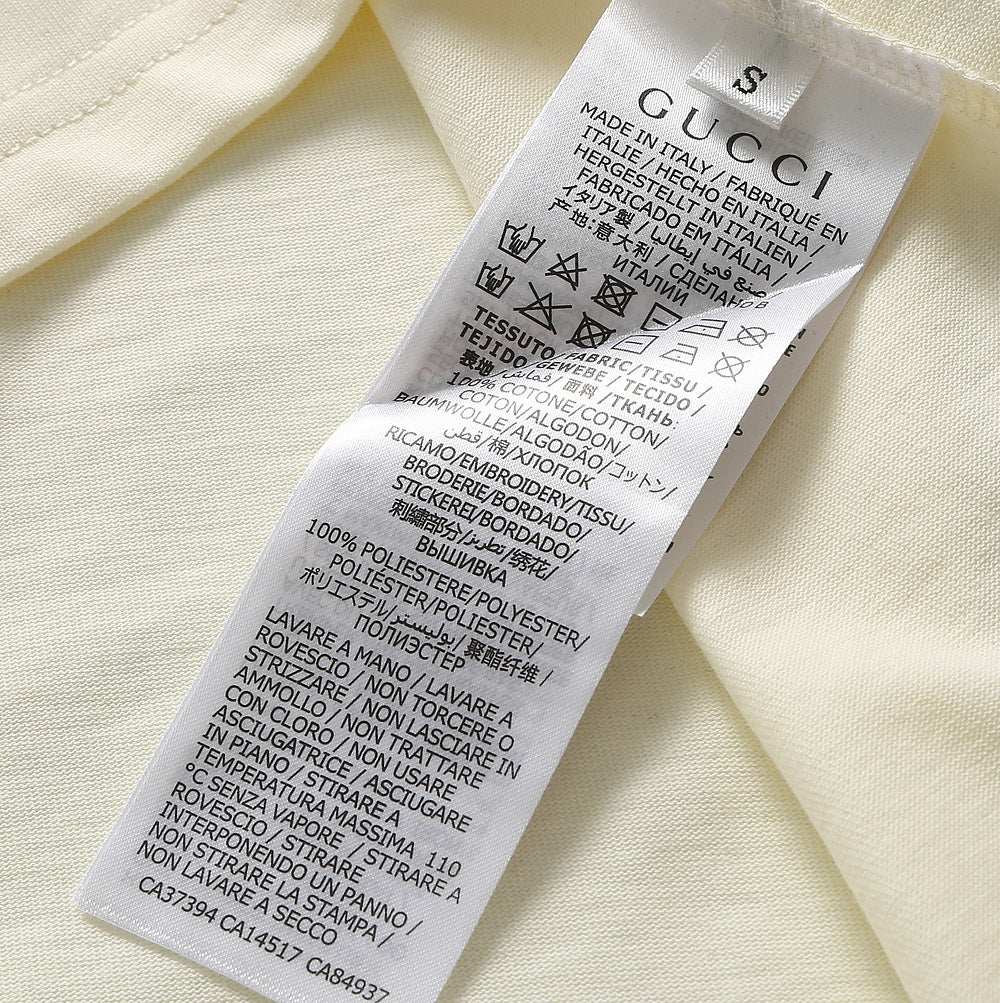 S
GUCCI
MADE IN ITALY / FABRIQUÉ EN
ITALIE / HECHO EN ITALIA /
HERGESTELLT IN ITALIEN /
FABRICADO EM ITALIA /
イタリア製 / صنع في إيطاليا /
产地:意大利 / СДЕЛАНО В
ИТАЛИИ
TESSUTO/FABRIC/TISSU/
TEJIDO/GEWEBE/TECIDO/
表地/قماش/面料/ТКАНЬ:
100% COTONE/COTTON/
COTON/ALGODON/
BAUMWOLLE/ALGODÃO/コットン/
قطن/棉/ХЛОПОК
RICAMO/EMBROIDERY/TISSU/
BRODERIE/BORDADO/
STICKEREI/BORDADO/
刺繡部分/تطريز/绣花/
ВЫШИВКА
100% POLIESTERE/POLYESTER/
POLIÉSTER/POLIESTER/
ポリエステル/بوليستر/聚酯纤维/
ПОЛИЭСТЕР
LAVARE A MANO / LAVARE A
ROVESCIO / NON TORCERE O
STRIZZARE / NON LASCIARE IN
AMMOLLO / NON TRATTARE
CON CLORO / NON USARE
ASCIUGATRICE / ASCIUGARE
IN PIANO / STIRARE A
TEMPERATURA MASSIMA 110
°C SENZA VAPORE / STIRARE A
ROVESCIO / STIRARE
INTERPONENDO UN PANNO /
NON STIRARE LA STAMPA /
NON LAVARE A SECCO
CA37394 CA14517 CA84937